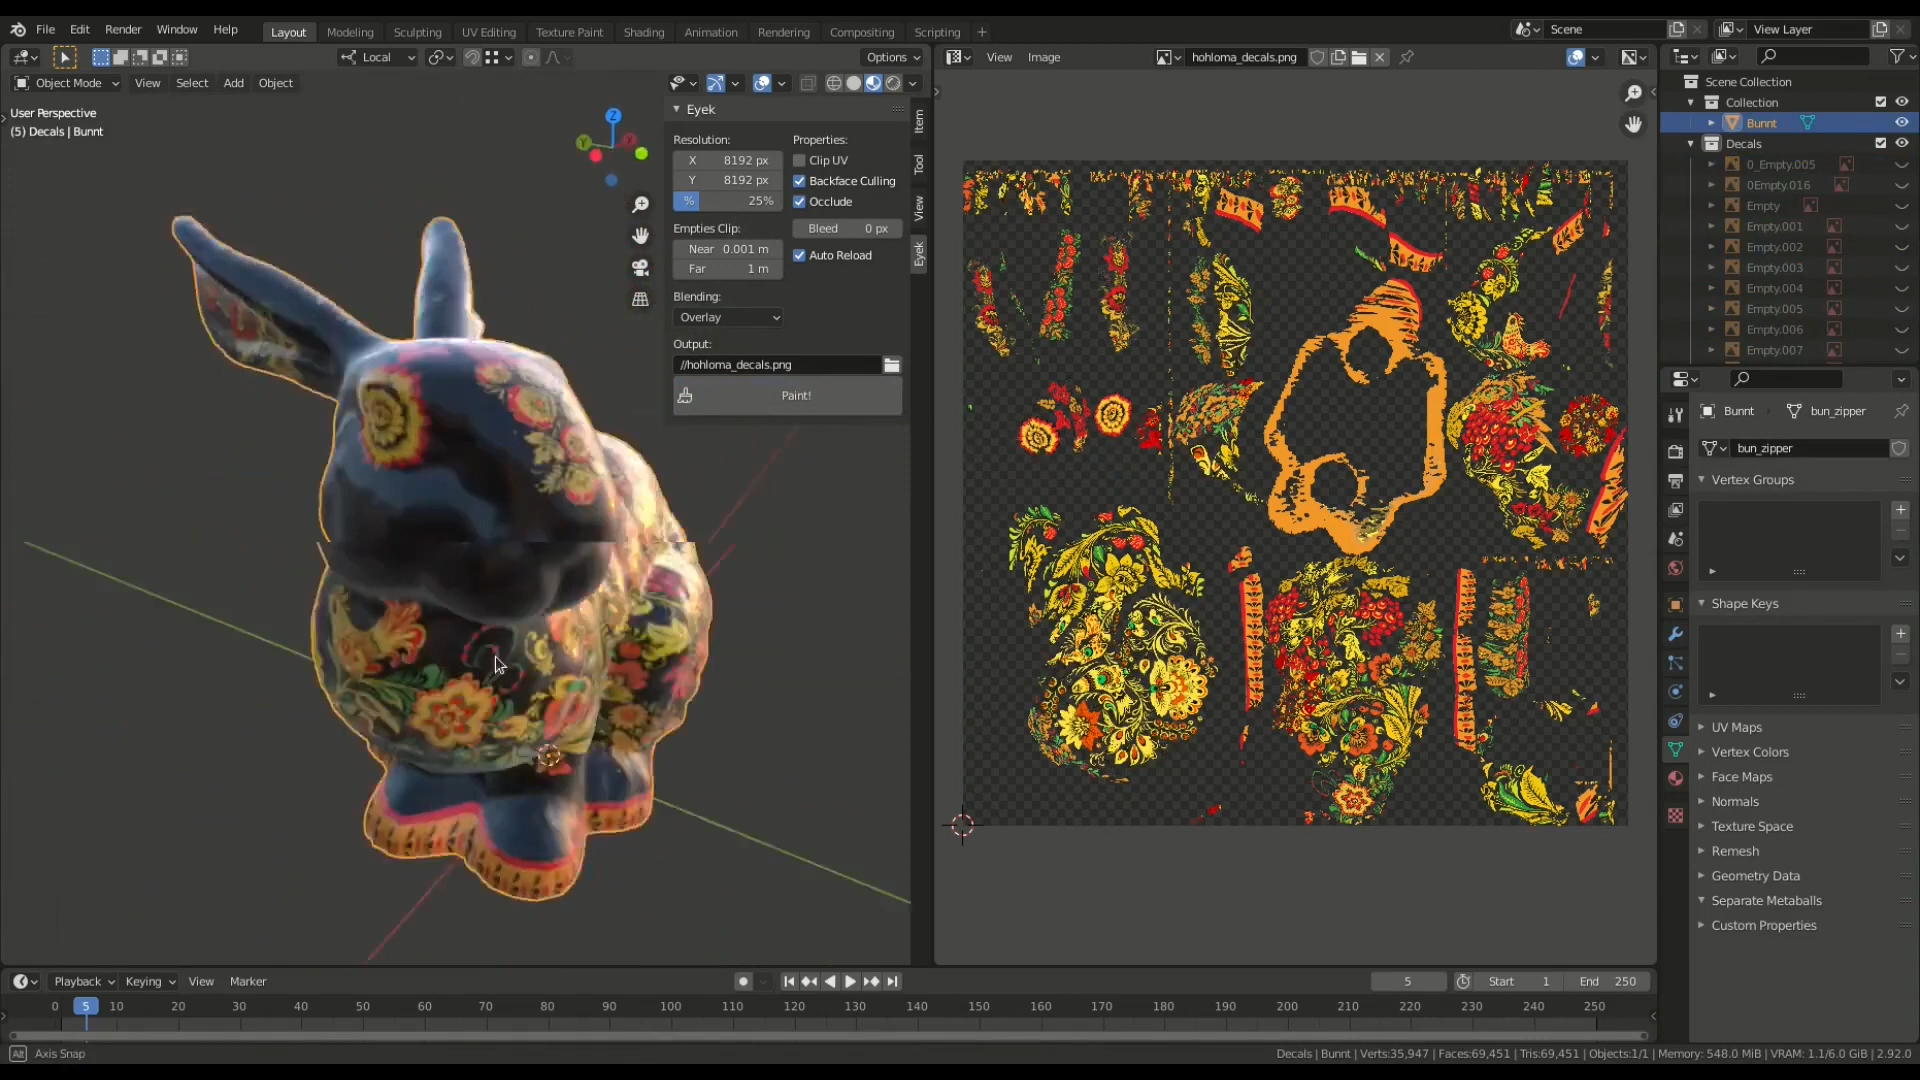 File Edit Render Window Help Layout Modeling Sculpting UV Editing Texture Paint Shading Animation Rendering Compositing Scripting + Scene View Layer
Local Options View Image hohloma_decals.png
Object Mode View Select Add Object
User Perspective
(5) Decals | Bunnt
Eyek
Resolution: Properties:
X 8192 px Clip UV
Y 8192 px Backface Culling
% 25% Occlude
Empties Clip: Bleed 0 px
Near 0.001 m Auto Reload
Far 1 m
Blending:
Overlay
Output:
//hohloma_decals.png
Paint!
Item
Tool
View
Eyek
Z
Y
Scene Collection
Collection
Bunnt
Decals
0_Empty.005
0Empty.016
Empty
Empty.001
Empty.002
Empty.003
Empty.004
Empty.005
Empty.006
Empty.007
Bunnt bun_zipper
bun_zipper
Vertex Groups
Shape Keys
UV Maps
Vertex Colors
Face Maps
Normals
Texture Space
Remesh
Geometry Data
Separate Metaballs
Custom Properties
Playback Keying View Marker 5 Start 1 End 250
0 5 10 20 30 40 50 60 70 80 90 100 110 120 130 140 150 160 170 180 190 200 210 220 230 240 250
Alt Axis Snap Decals | Bunnt | Verts:35,947 | Faces:69,451 | Tris:69,451 | Objects:1/1 | Memory: 548.0 MiB | VRAM: 1.1/6.0 GiB | 2.92.0